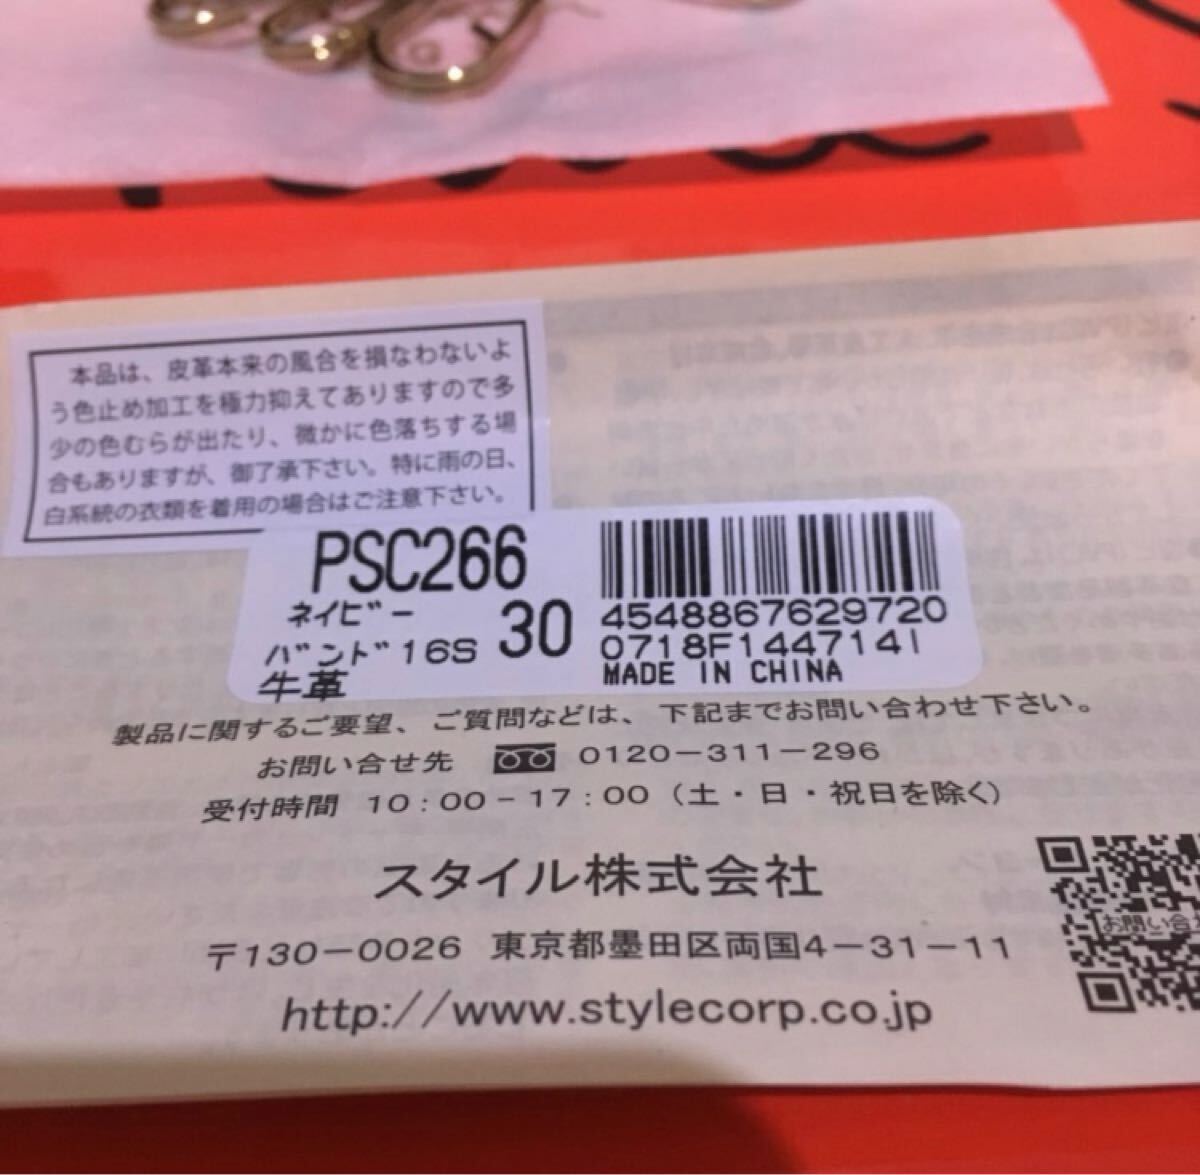 本品は、皮革本来の風合を損なわないよ
う色止め加工を極力抑えてありますので多
少の色むらが出たり、微かに色落ちする場
合もありますが、御了承下さい。特に雨の日、
白系統の衣類を着用の場合はご注意下さい。
PSC266
ネイビー
バンド16S 30
牛革
4548867629720
0718F1447141
MADE IN CHINA
製品に関するご要望、ご質問などは、下記までお問い合わせ下さい。
お問い合せ先 0120-311-296
受付時間 10:00-17:00 (土・日・祝日を除く)
スタイル株式会社
〒130-0026 東京都墨田区両国4-31-11
http://www.stylecorp.co.jp
お問い合